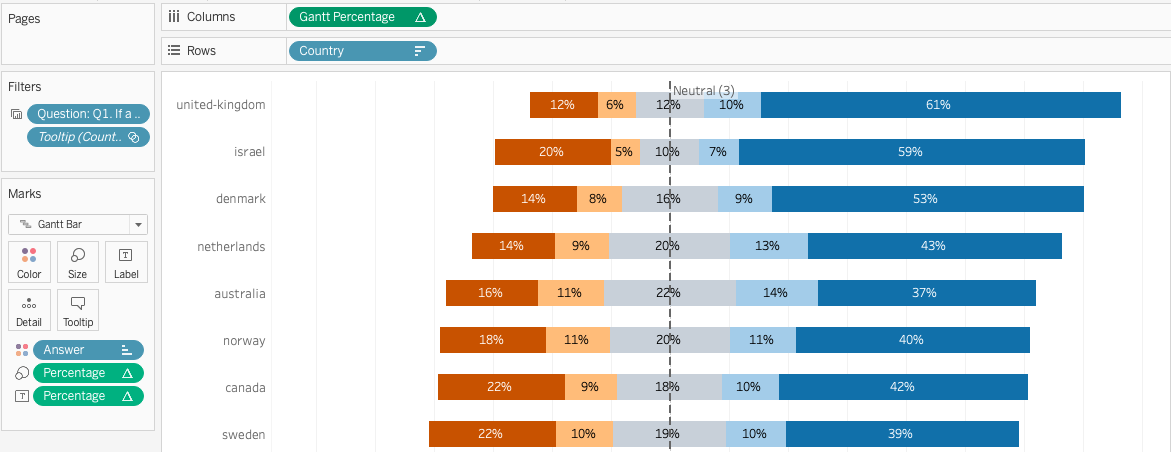 Pages
Columns
Gantt Percentage
Rows
Country
Filters
Question: Q1. If a ..
Tooltip (Count..
Marks
Gantt Bar
Color
Size
Label
Detail
Tooltip
Answer
Percentage
Percentage
Neutral (3)
united-kingdom 12% 6% 12% 10% 61%
israel 20% 5% 10% 7% 59%
denmark 14% 8% 16% 9% 53%
netherlands 14% 9% 20% 13% 43%
australia 16% 11% 22% 14% 37%
norway 18% 11% 20% 11% 40%
canada 22% 9% 18% 10% 42%
sweden 22% 10% 19% 10% 39%